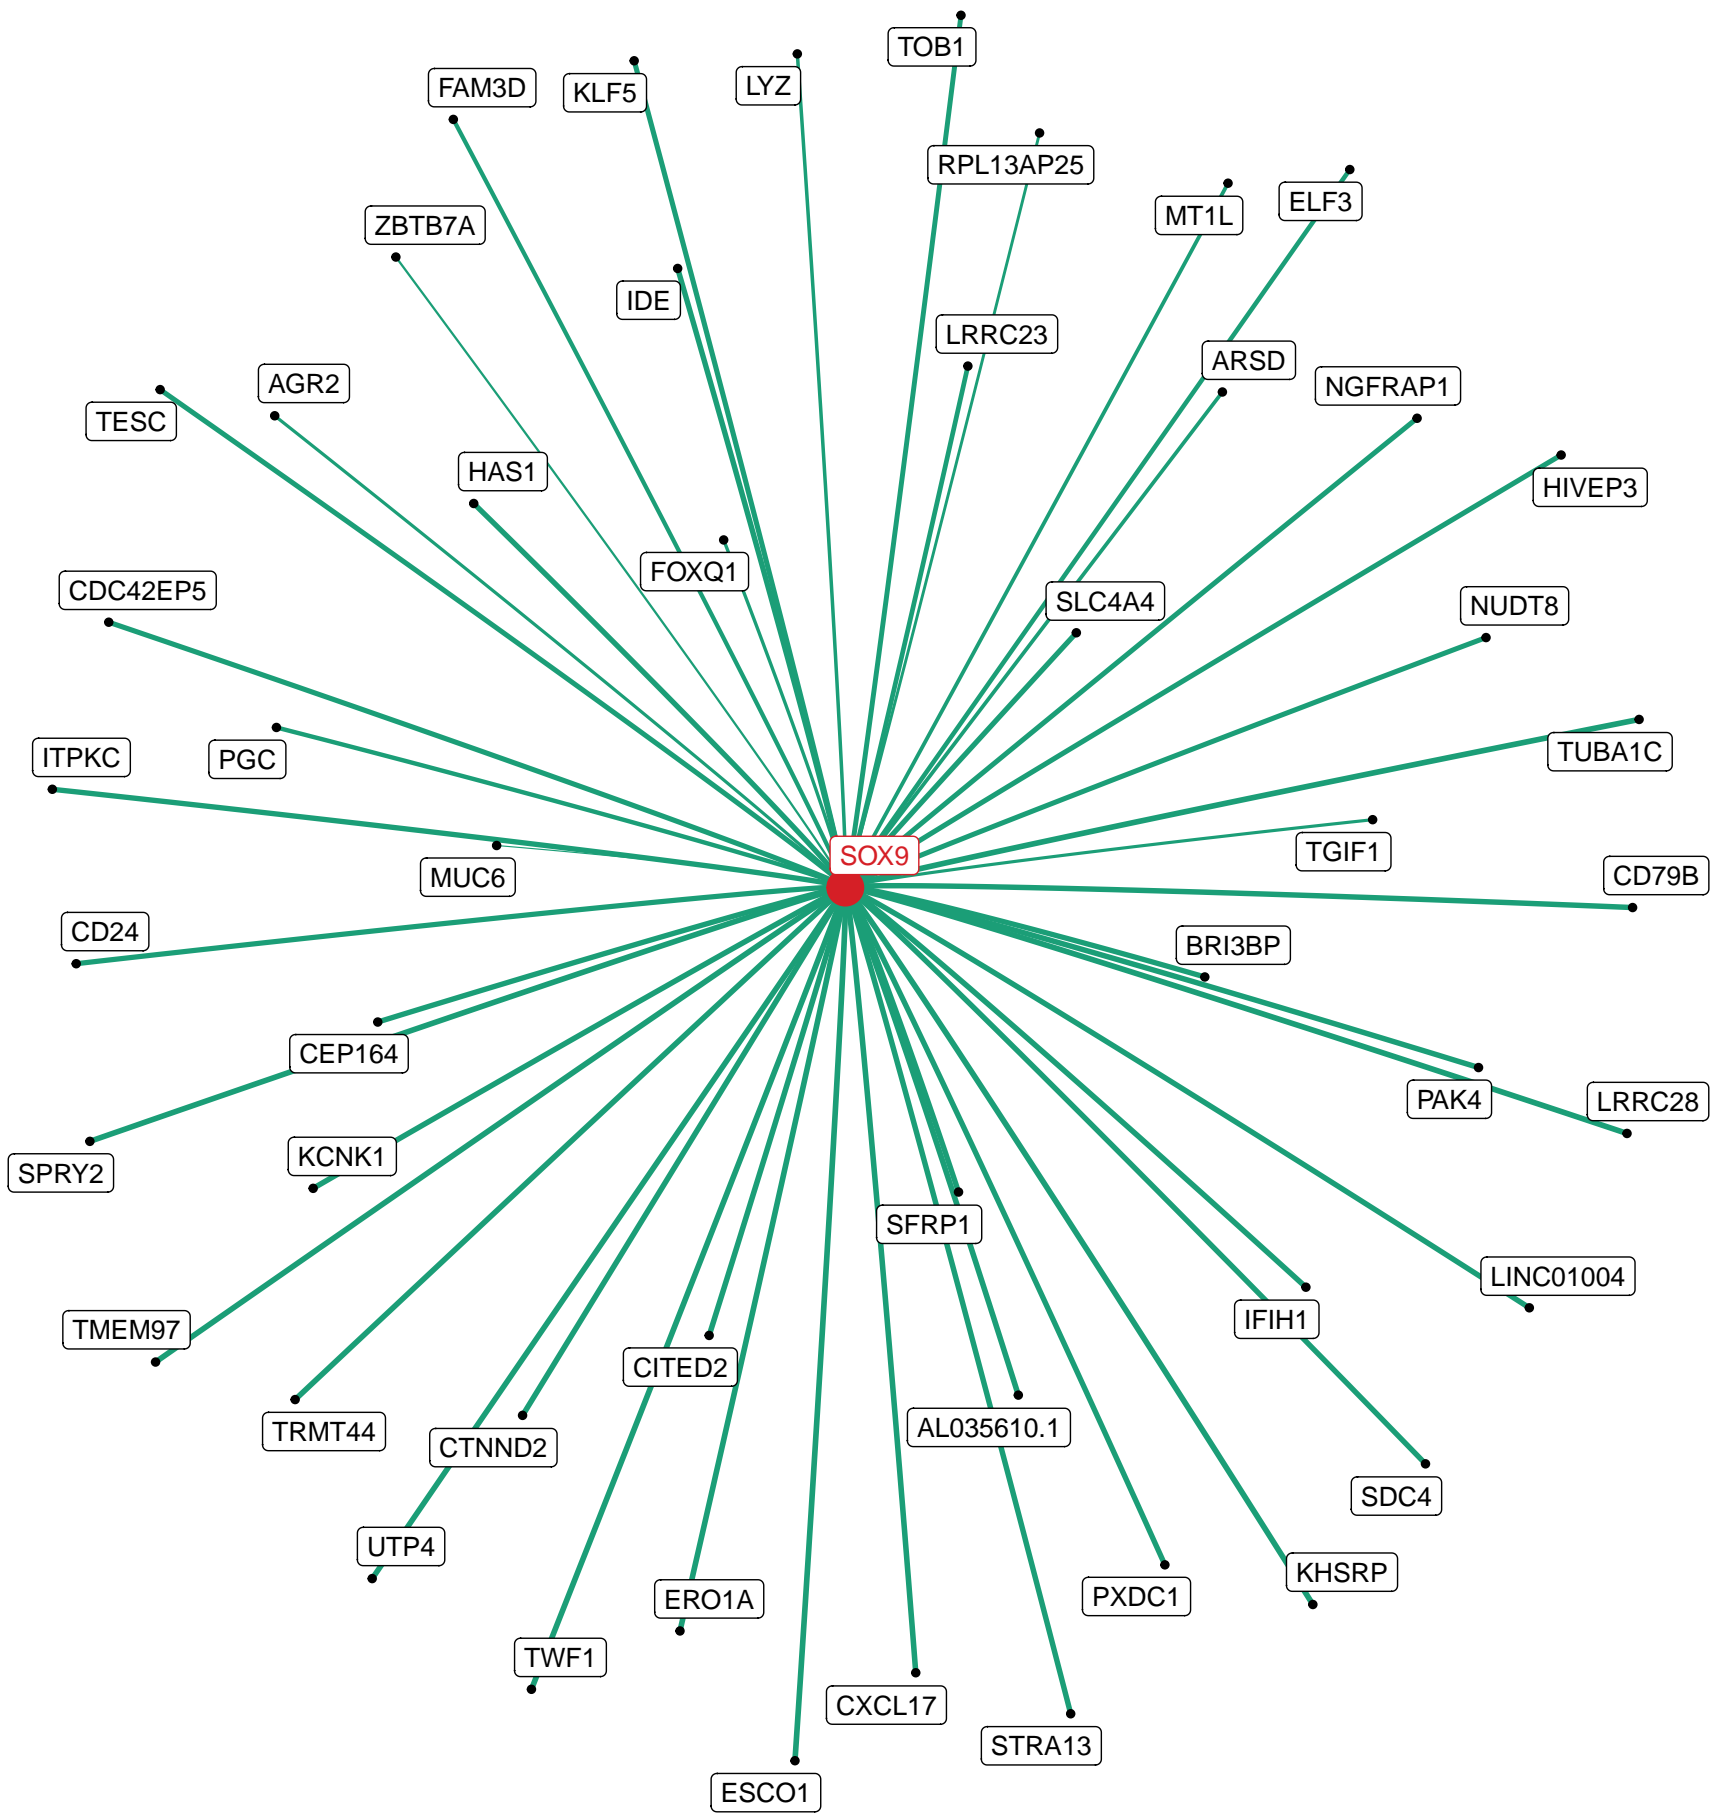 TOB1
FAM3D
KLF5
LYZ
RPL13AP25
ELF3
MT1L
ZBTB7A
IDE
LRRC23
ARSD
AGR2
NGFRAP1
TESC
HAS1
HIVEP3
FOXQ1
CDC42EP5
SLC4A4
NUDT8
ITPKC
PGC
TUBA1C
SOX9
TGIF1
MUC6
CD79B
CD24
BRI3BP
CEP164
PAK4
LRRC28
KCNK1
SPRY2
SFRP1
LINC01004
IFIH1
TMEM97
CITED2
AL035610.1
TRMT44
CTNND2
SDC4
UTP4
KHSRP
PXDC1
ERO1A
TWF1
CXCL17
STRA13
ESCO1